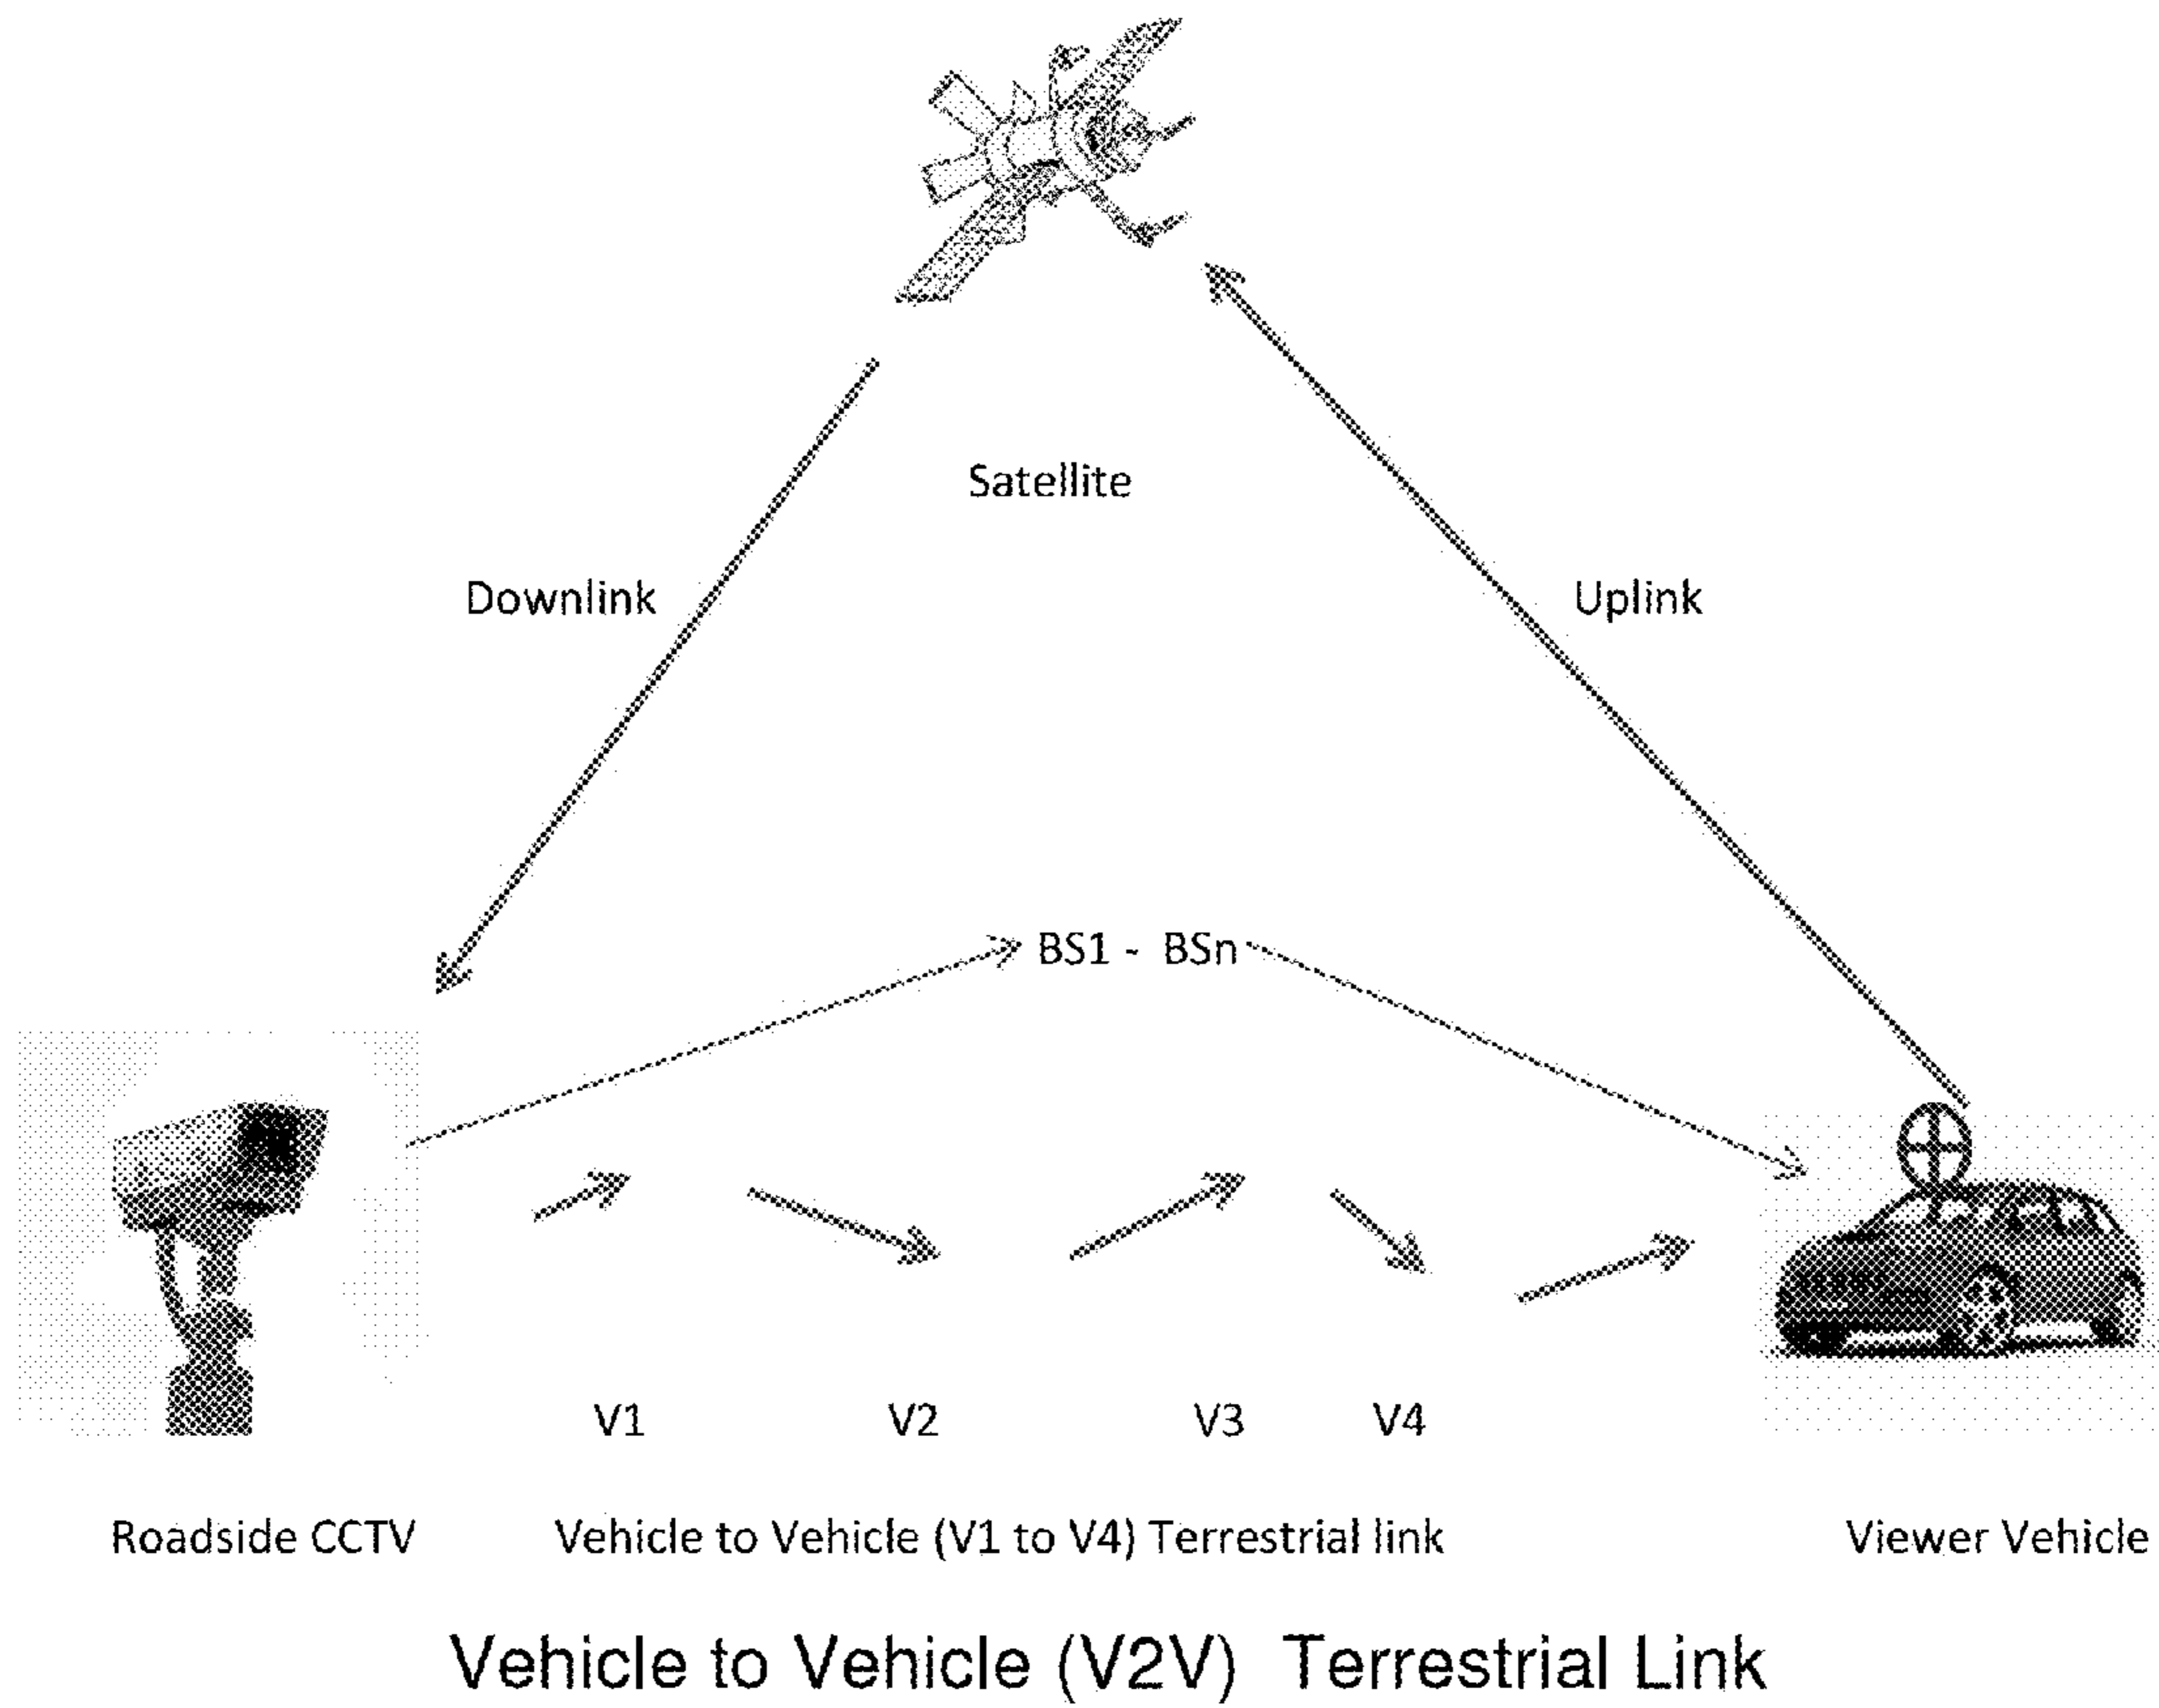 Satellite
Downlink
Uplink
BS1 - BSn
V1 V2 V3 V4
Roadside CCTV
Vehicle to Vehicle (V1 to V4) Terrestrial link
Viewer Vehicle
Vehicle to Vehicle (V2V) Terrestrial Link